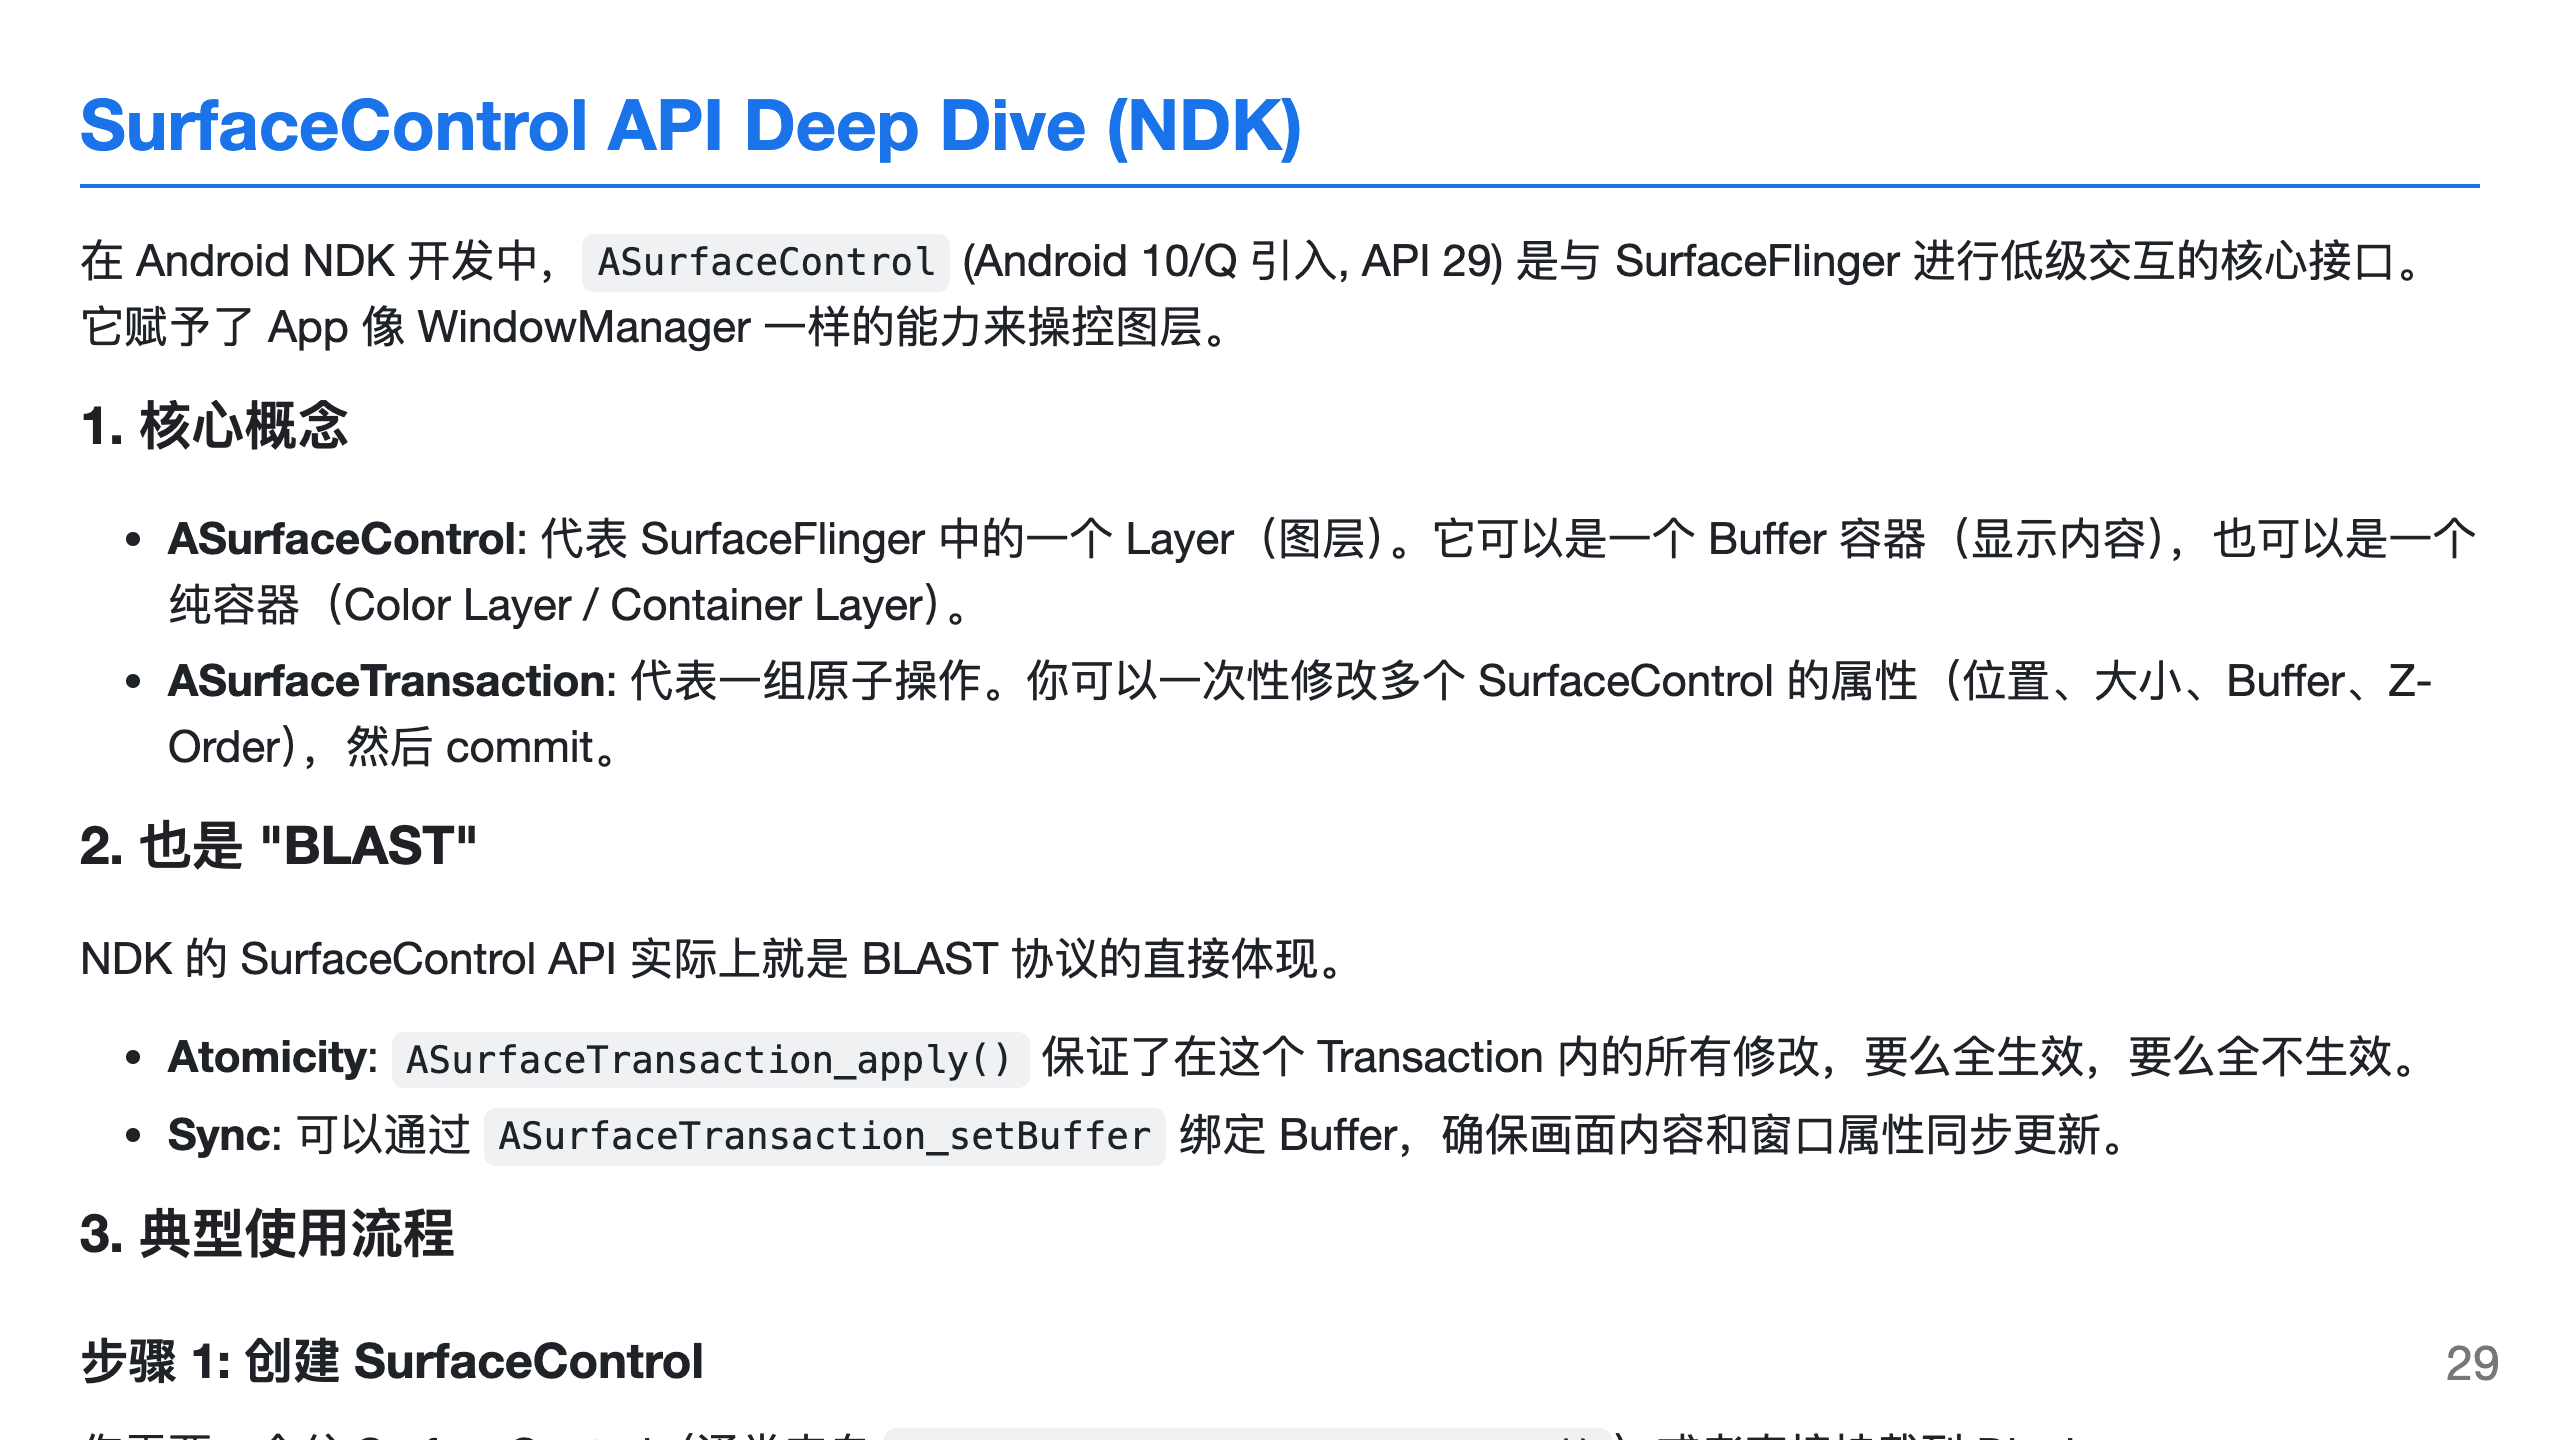 SurfaceControl API Deep Dive (NDK)
在 Android NDK 开发中， ASurfaceControl (Android 10/Q 引入, API 29) 是与 SurfaceFlinger 进行低级交互的核心接口。
它赋予了 App 像 WindowManager 一样的能力来操控图层。
1. 核心概念
• ASurfaceControl: 代表 SurfaceFlinger 中的一个 Layer（图层）。它可以是一个 Buffer 容器（显示内容），也可以是一个
纯容器（Color Layer / Container Layer）。
• ASurfaceTransaction: 代表一组原子操作。你可以一次性修改多个 SurfaceControl 的属性（位置、大小、Buffer、Z-
Order），然后 commit。
2. 也是 "BLAST"
NDK 的 SurfaceControl API 实际上就是 BLAST 协议的直接体现。
• Atomicity: ASurfaceTransaction_apply() 保证了在这个 Transaction 内的所有修改，要么全生效，要么全不生效。
• Sync: 可以通过 ASurfaceTransaction_setBuffer 绑定 Buffer，确保画面内容和窗口属性同步更新。
3. 典型使用流程
步骤 1: 创建 SurfaceControl
29